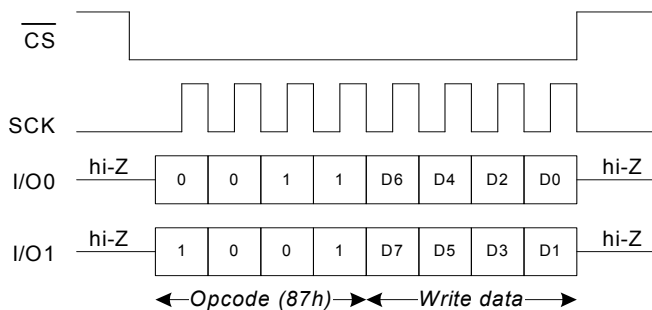 CS
SCK
I/O0 hi-Z 0 0 1 1 D6 D4 D2 D0 hi-Z
I/O1 hi-Z 1 0 0 1 D7 D5 D3 D1 hi-Z
Opcode (87h) Write data